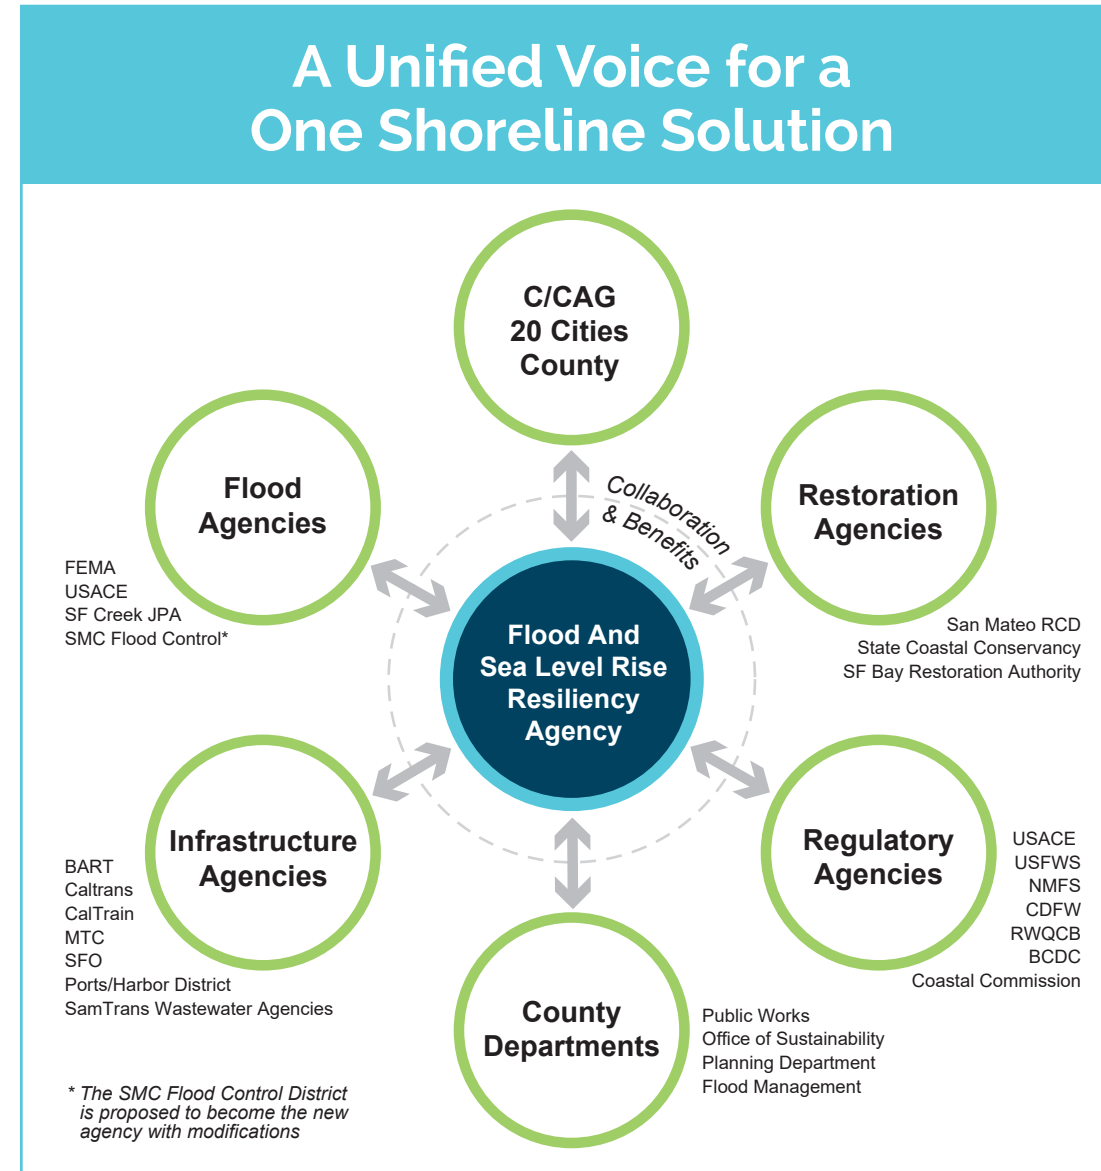 A Unified Voice for a
One Shoreline Solution
C/CAG
20 Cities
County
Flood
Agencies
FEMA
USACE
SF Creek JPA
SMC Flood Control*
Collaboration
& Benefits
Restoration
Agencies
San Mateo RCD
State Coastal Conservancy
SF Bay Restoration Authority
Flood And
Sea Level Rise
Resiliency
Agency
Infrastructure
Agencies
BART
Caltrans
CalTrain
MTC
SFO
Ports/Harbor District
SamTrans Wastewater Agencies
Regulatory
Agencies
USACE
USFWS
NMFS
CDFW
RWQCB
BCDC
Coastal Commission
County
Departments
Public Works
Office of Sustainability
Planning Department
Flood Management
* The SMC Flood Control District
is proposed to become the new
agency with modifications